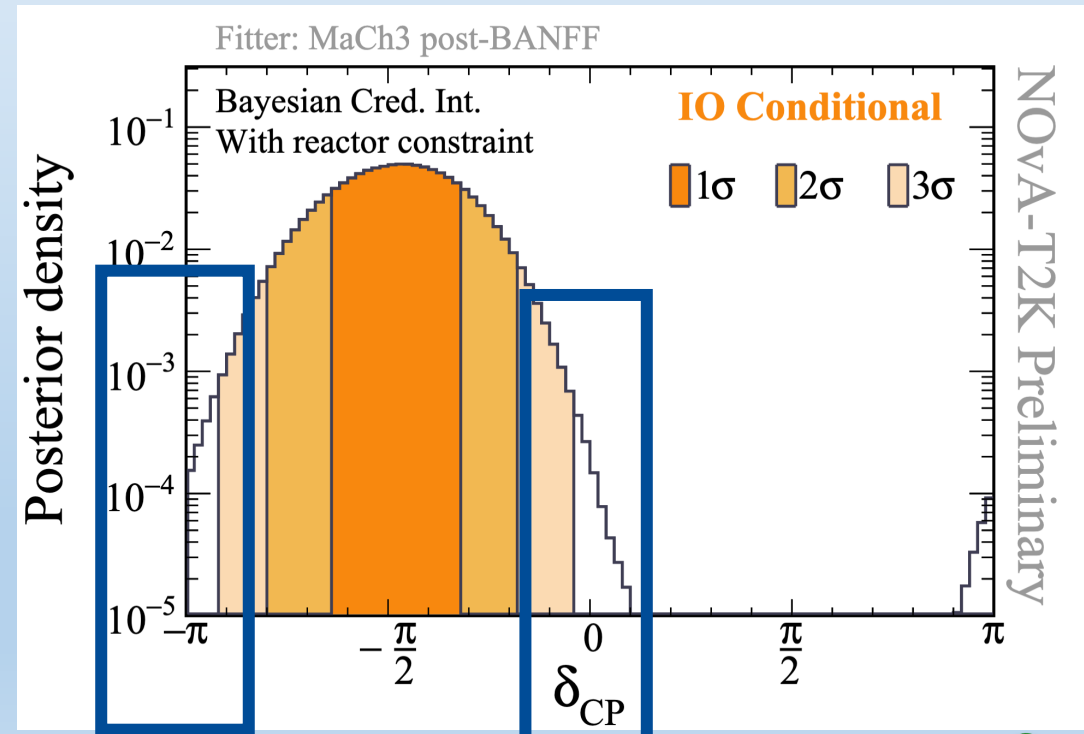 Fitter: MaCh3 post-BANFF
Bayesian Cred. Int.
With reactor constraint
IO Conditional
1σ 2σ 3σ
Posterior density
10⁻¹
10⁻²
10⁻³
10⁻⁴
10⁻⁵
−π −π/2 0 π/2 π
δCP
NOvA-T2K Preliminary